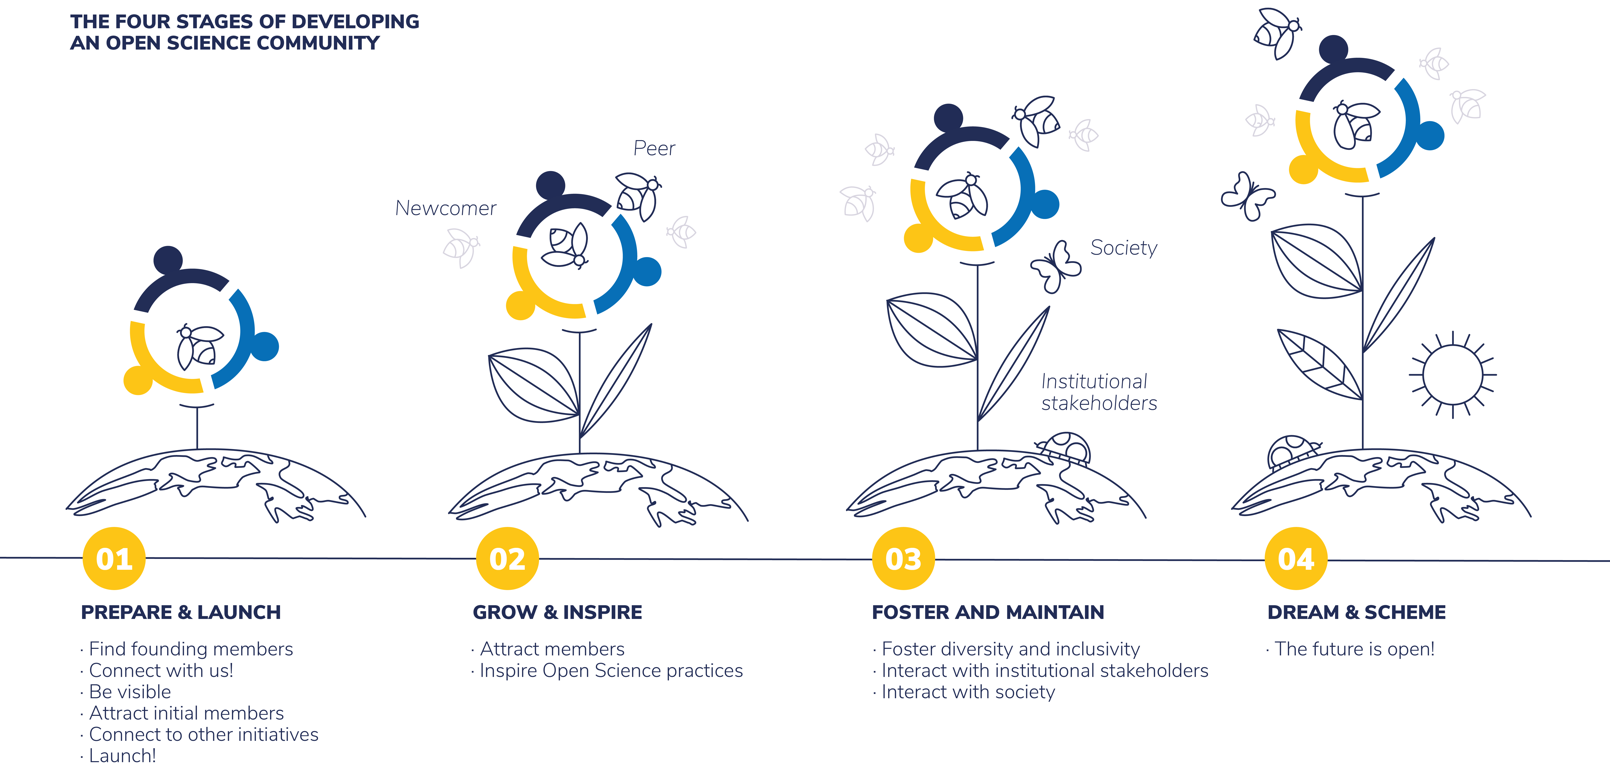 THE FOUR STAGES OF DEVELOPING
AN OPEN SCIENCE COMMUNITY
Peer
Newcomer
Society
Institutional
stakeholders
01
PREPARE & LAUNCH
· Find founding members
· Connect with us!
· Be visible
· Attract initial members
· Connect to other initiatives
· Launch!
02
GROW & INSPIRE
· Attract members
· Inspire Open Science practices
03
FOSTER AND MAINTAIN
· Foster diversity and inclusivity
· Interact with institutional stakeholders
· Interact with society
04
DREAM & SCHEME
· The future is open!